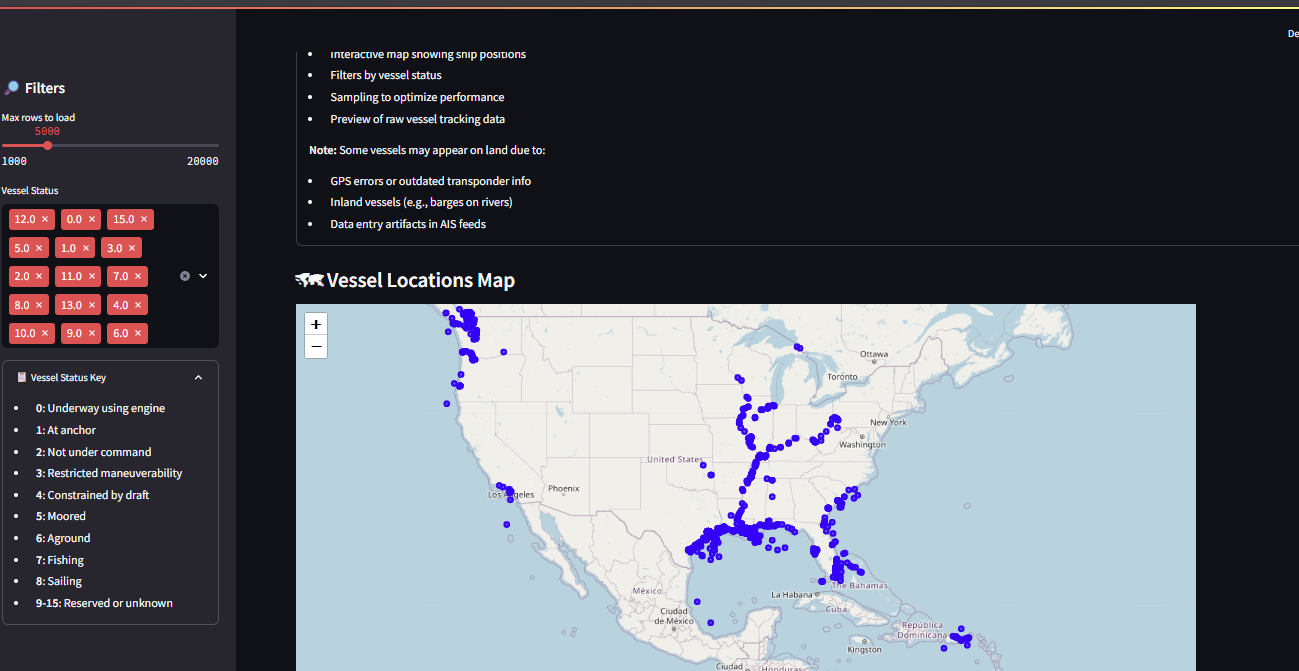 De
Filters
Max rows to load
5000
1000 20000
Vessel Status
12.0 × 0.0 × 15.0 ×
5.0 × 1.0 × 3.0 ×
2.0 × 11.0 × 7.0 ×
8.0 × 13.0 × 4.0 ×
10.0 × 9.0 × 6.0 ×
Vessel Status Key
• 0: Underway using engine
• 1: At anchor
• 2: Not under command
• 3: Restricted maneuverability
• 4: Constrained by draft
• 5: Moored
• 6: Aground
• 7: Fishing
• 8: Sailing
• 9-15: Reserved or unknown
• Interactive map showing ship positions
• Filters by vessel status
• Sampling to optimize performance
• Preview of raw vessel tracking data
Note: Some vessels may appear on land due to:
• GPS errors or outdated transponder info
• Inland vessels (e.g., barges on rivers)
• Data entry artifacts in AIS feeds
Vessel Locations Map
+
−
Ottawa
Toronto
New York
Washington
United States
Los Angeles
Phoenix
México
Ciudad
de México
La Habana
The Bahamas
Cuba
República
Dominicana
Kingston
Ciudad
Honduras